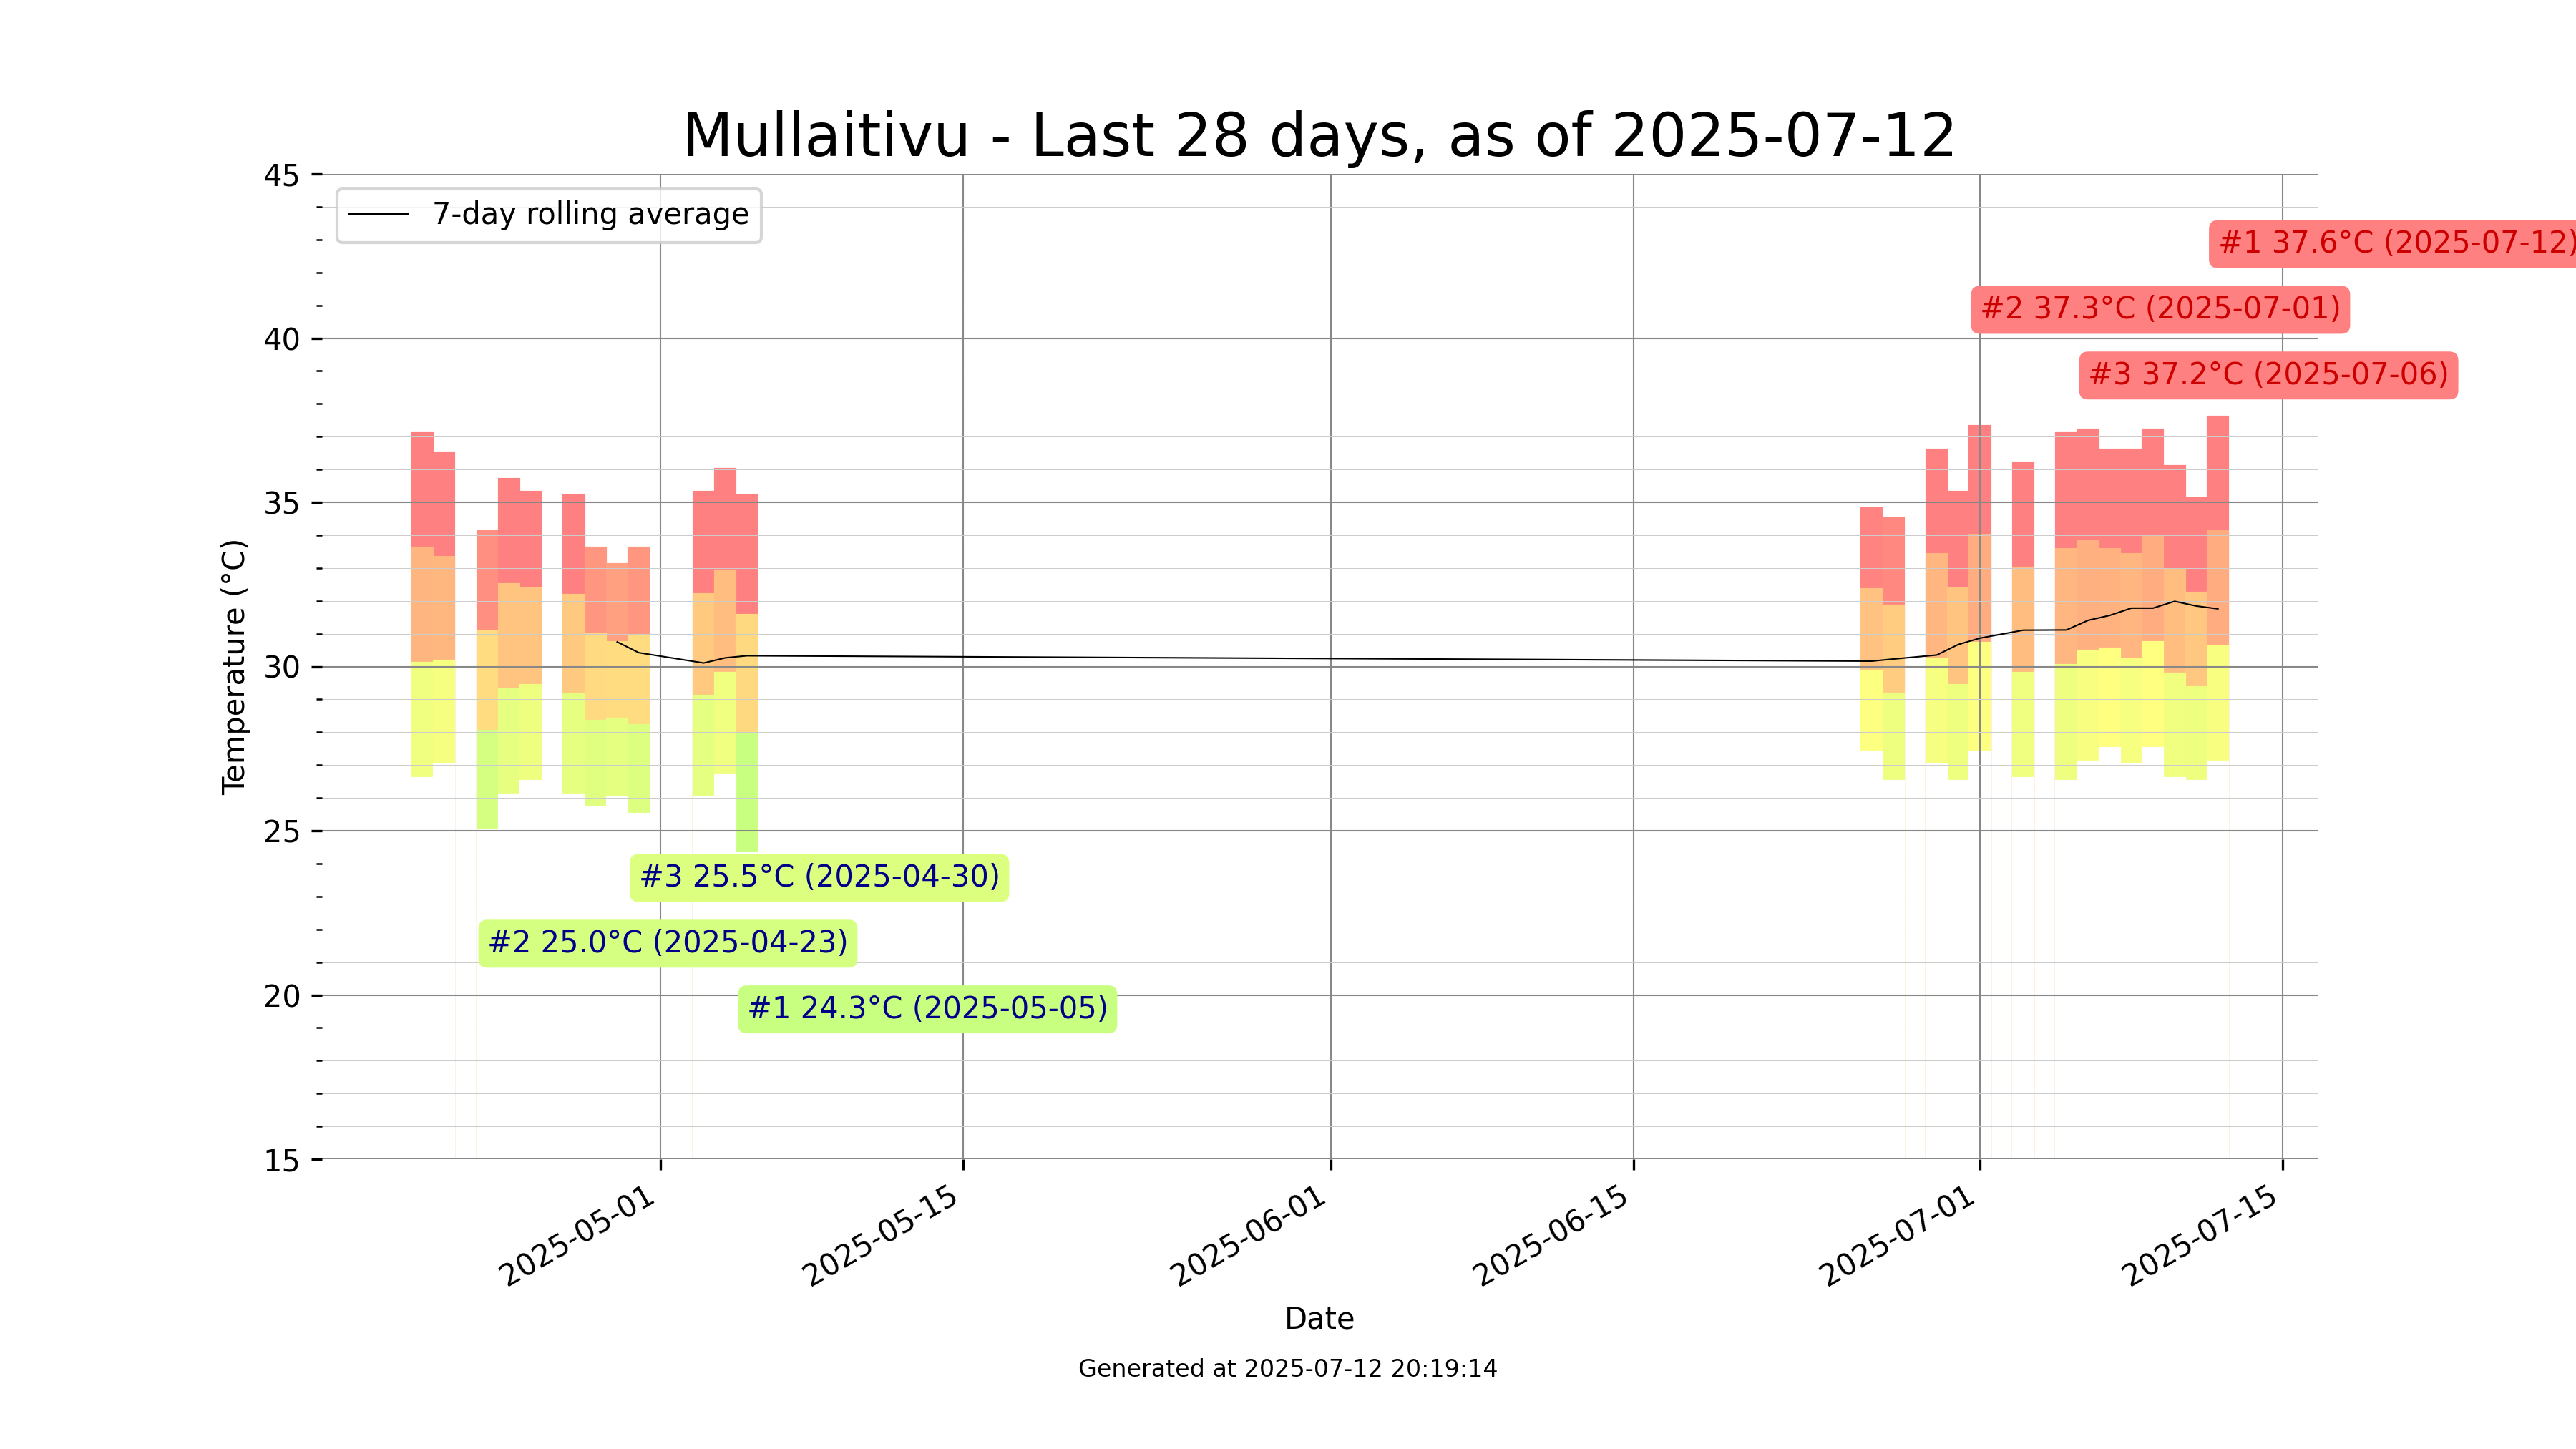 Mullaitivu - Last 28 days, as of 2025-07-12
7-day rolling average
45
40
35
30
25
20
15
Temperature (°C)
#1 37.6°C (2025-07-12)
#2 37.3°C (2025-07-01)
#3 37.2°C (2025-07-06)
#3 25.5°C (2025-04-30)
#2 25.0°C (2025-04-23)
#1 24.3°C (2025-05-05)
2025-05-01
2025-05-15
2025-06-01
2025-06-15
2025-07-01
2025-07-15
Date
Generated at 2025-07-12 20:19:14